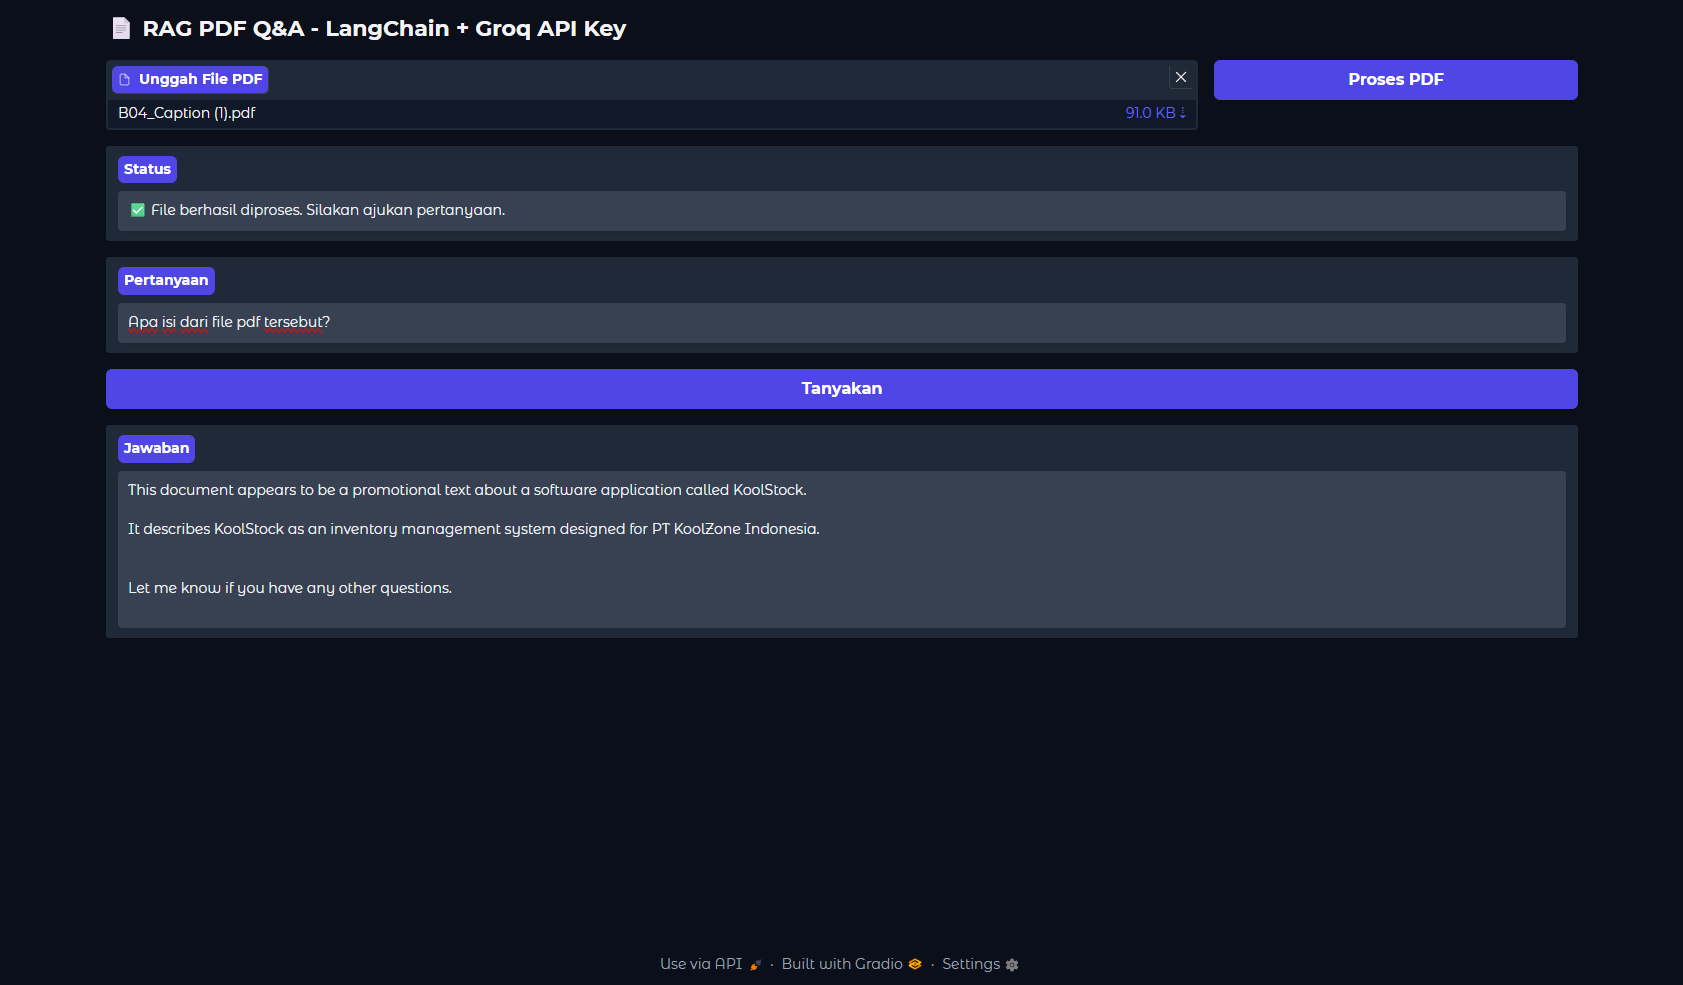 RAG PDF Q&A - LangChain + Groq API Key
Unggah File PDF
Proses PDF
B04_Caption (1).pdf 91.0 KB ↓
Status
✅ File berhasil diproses. Silakan ajukan pertanyaan.
Pertanyaan
Apa isi dari file pdf tersebut?
Tanyakan
Jawaban
This document appears to be a promotional text about a software application called KoolStock.
It describes KoolStock as an inventory management system designed for PT KoolZone Indonesia.
Let me know if you have any other questions.
Use via API · Built with Gradio · Settings